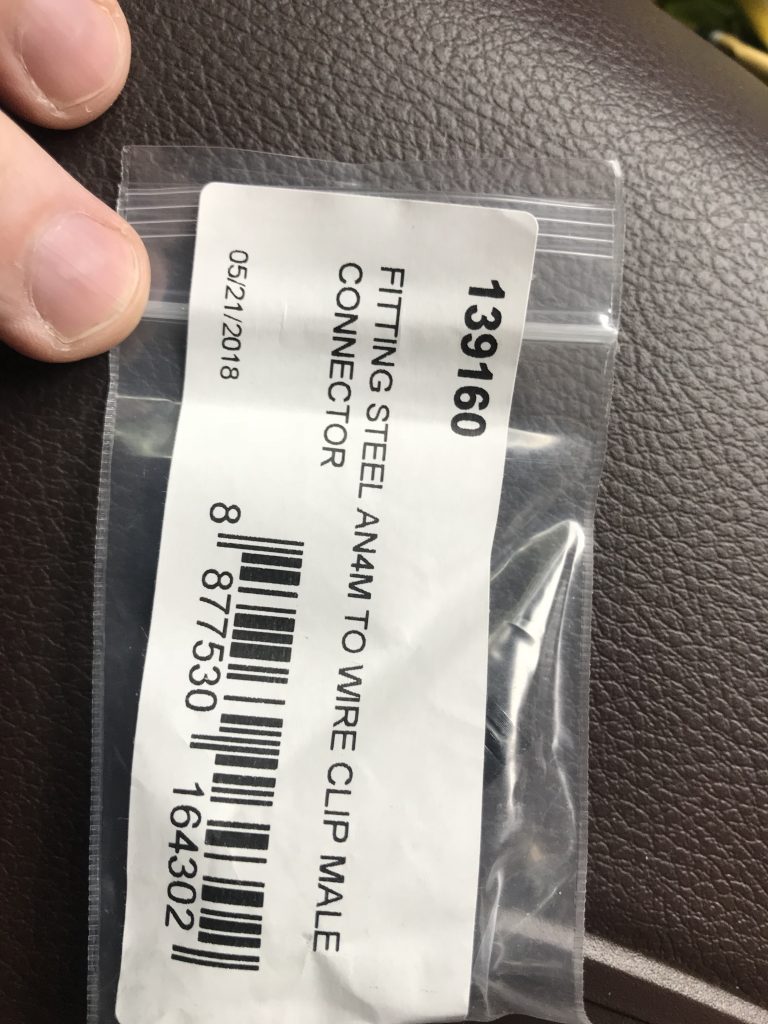 139160
FITTING STEEL AN4M TO WIRE CLIP MALE
CONNECTOR
05/21/2018
8 877530 164302